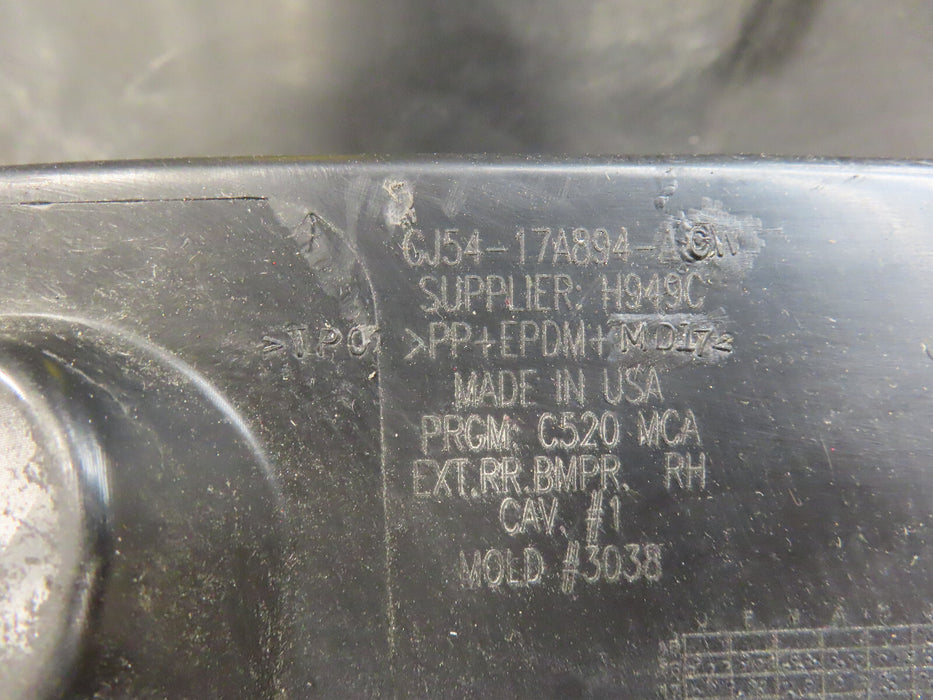 GJ54-17A894-
SUPPLIER: H949C
>TPO< >PP+EPDM+MD17<
MADE IN USA
PRGM: C520 MCA
EXT.RR.BMPR. RH
CAV. #1
MOLD #3038